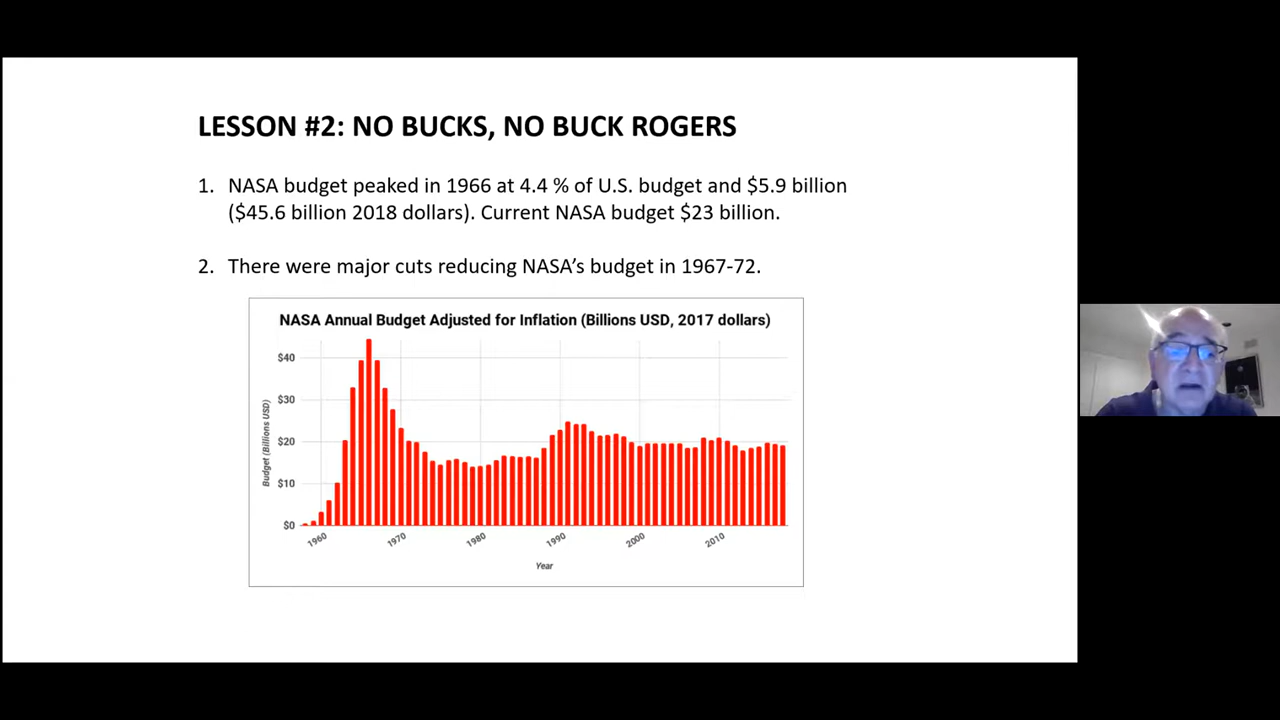 LESSON #2: NO BUCKS, NO BUCK ROGERS
1. NASA budget peaked in 1966 at 4.4 % of U.S. budget and $5.9 billion
($45.6 billion 2018 dollars). Current NASA budget $23 billion.
2. There were major cuts reducing NASA’s budget in 1967-72.
NASA Annual Budget Adjusted for Inflation (Billions USD, 2017 dollars)
Budget (Billions USD)
$40
$30
$20
$10
$0
1960 1970 1980 1990 2000 2010
Year